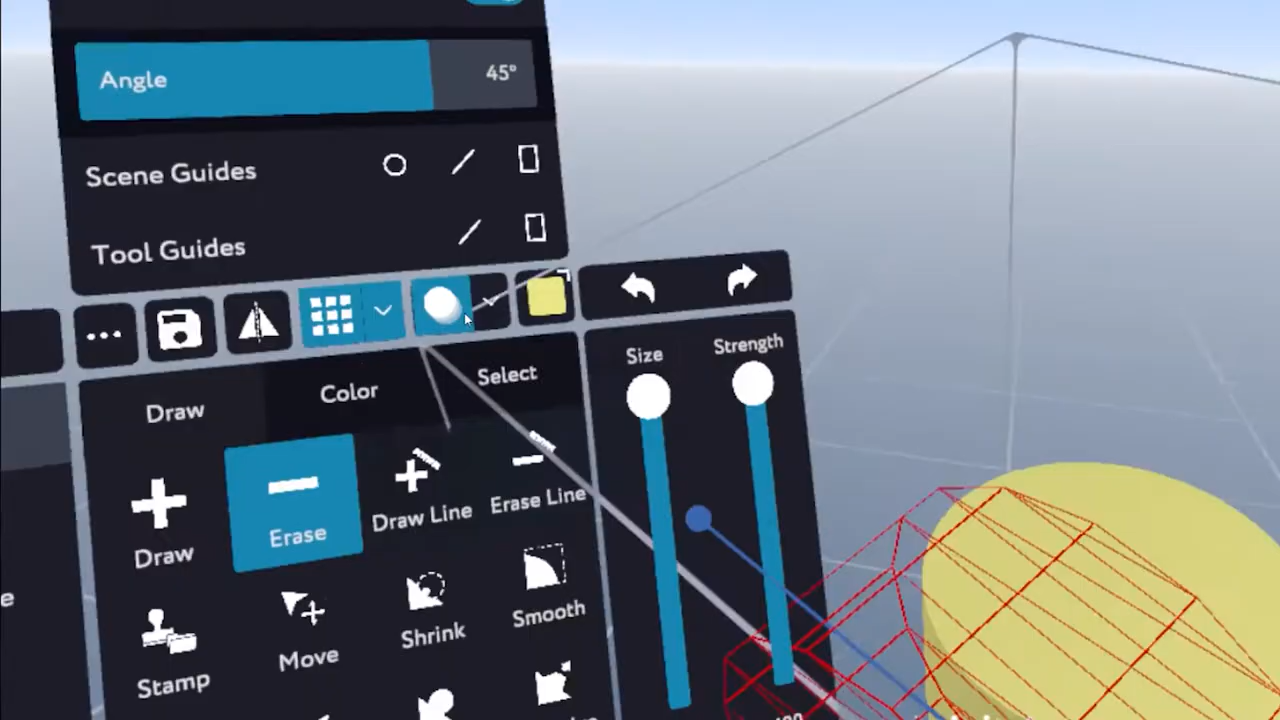 Angle 45°
Scene Guides
Tool Guides
Size Strength
Draw Color Select
Draw Erase Draw Line Erase Line
Stamp Move Shrink Smooth